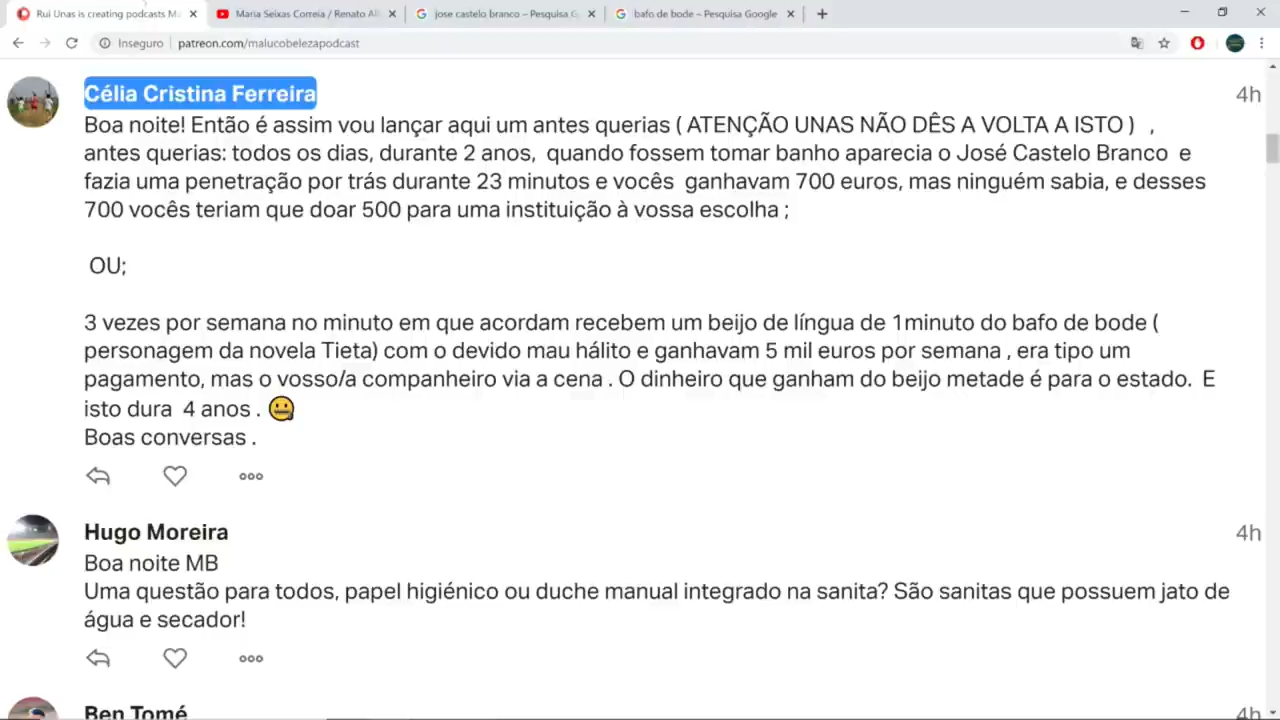 Rui Unas is creating podcasts Ma
Maria Seixas Correia / Renato Al
jose castelo branco – Pesquisa G
bafo de bode – Pesquisa Google
Inseguro
patreon.com/malucobelezapodcast
Célia Cristina Ferreira
4h
Boa noite! Então é assim vou lançar aqui um antes querias ( ATENÇÃO UNAS NÃO DÊS A VOLTA A ISTO ) ,
antes querias: todos os dias, durante 2 anos, quando fossem tomar banho aparecia o José Castelo Branco e
fazia uma penetração por trás durante 23 minutos e vocês ganhavam 700 euros, mas ninguém sabia, e desses
700 vocês teriam que doar 500 para uma instituição à vossa escolha ;
OU;
3 vezes por semana no minuto em que acordam recebem um beijo de língua de 1minuto do bafo de bode (
personagem da novela Tieta) com o devido mau hálito e ganhavam 5 mil euros por semana , era tipo um
pagamento, mas o vosso/a companheiro via a cena . O dinheiro que ganham do beijo metade é para o estado. E
isto dura 4 anos . 🤐
Boas conversas .
Hugo Moreira
4h
Boa noite MB
Uma questão para todos, papel higiénico ou duche manual integrado na sanita? São sanitas que possuem jato de
água e secador!
Ben Tomé
4h